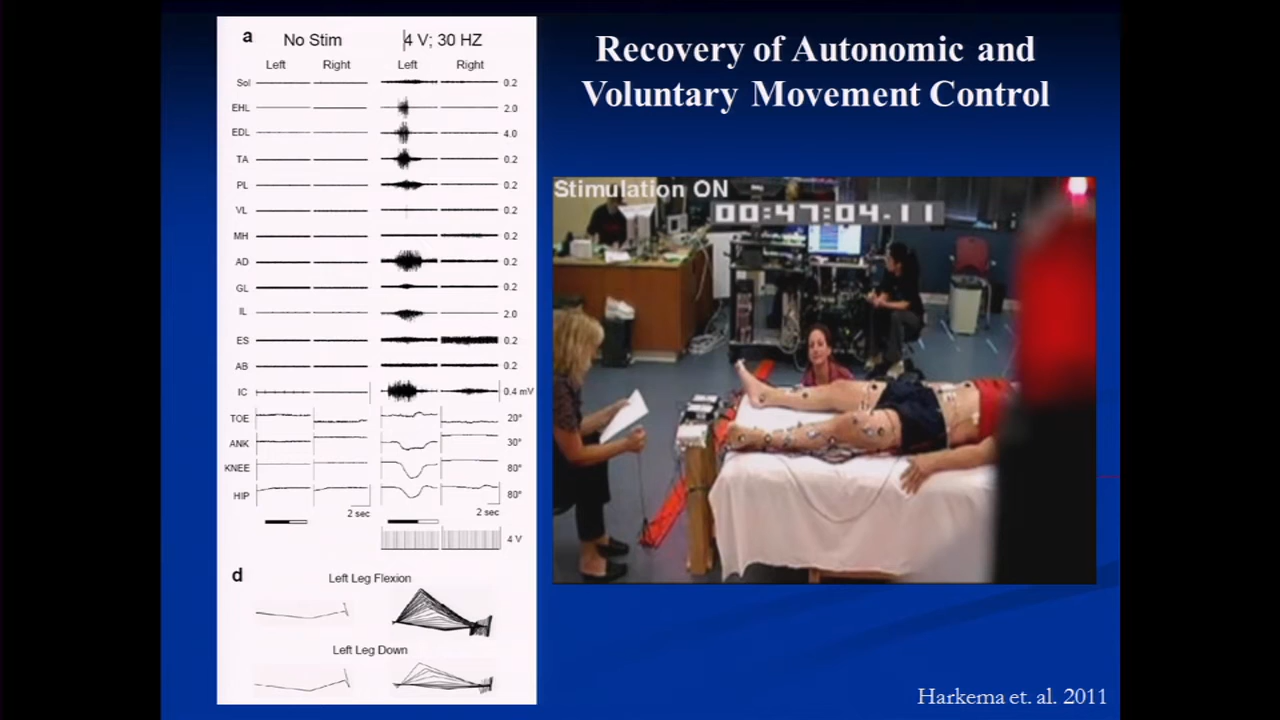 Recovery of Autonomic and
Voluntary Movement Control
a
No Stim 4 V; 30 HZ
Left Right Left Right
Sol 0.2
EHL 2.0
EDL 4.0
TA 0.2
PL 0.2
VL 0.2
MH 0.2
AD 0.2
GL 0.2
IL 2.0
ES 0.2
AB 0.2
IC 0.4 mV
TOE 20°
ANK 30°
KNEE 80°
HIP 80°
2 sec 2 sec
4 V
d
Left Leg Flexion
Left Leg Down
Stimulation ON
00:47:04.11
Harkema et. al. 2011